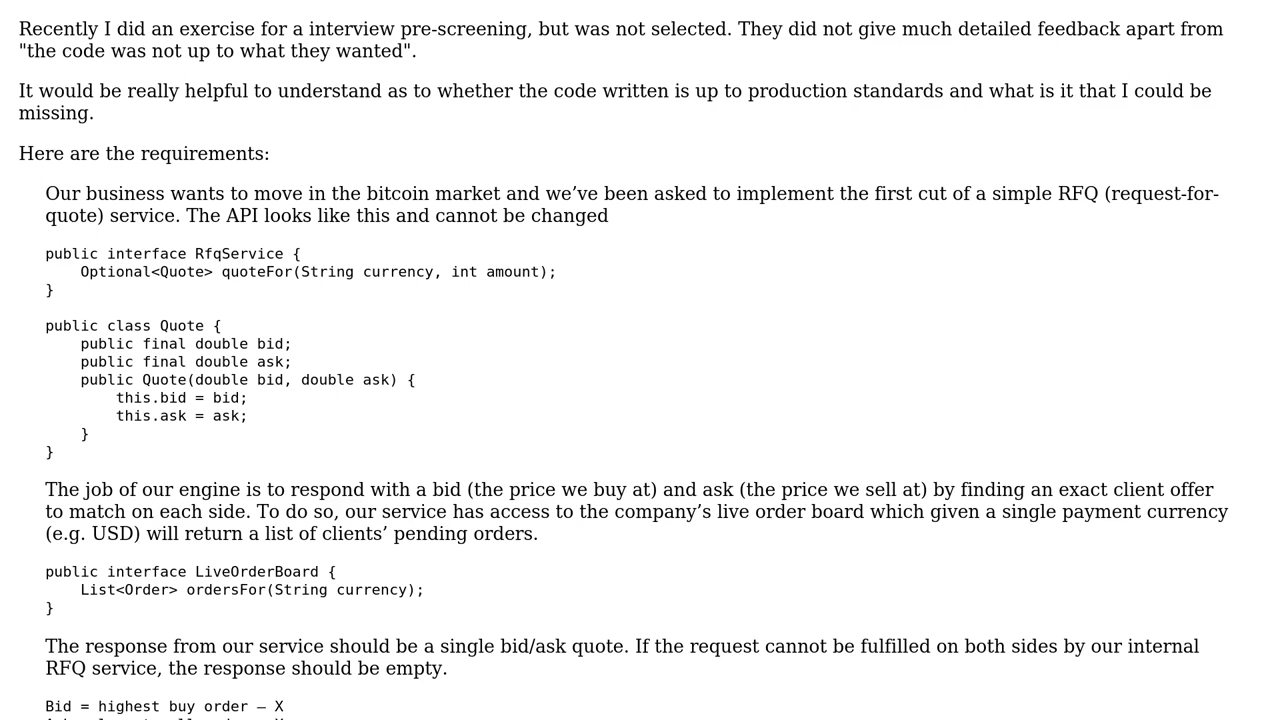 Recently I did an exercise for a interview pre-screening, but was not selected. They did not give much detailed feedback apart from
"the code was not up to what they wanted".
It would be really helpful to understand as to whether the code written is up to production standards and what is it that I could be
missing.
Here are the requirements:
Our business wants to move in the bitcoin market and we’ve been asked to implement the first cut of a simple RFQ (request-for-
quote) service. The API looks like this and cannot be changed
public interface RfqService {
    Optional<Quote> quoteFor(String currency, int amount);
}
public class Quote {
    public final double bid;
    public final double ask;
    public Quote(double bid, double ask) {
        this.bid = bid;
        this.ask = ask;
    }
}
The job of our engine is to respond with a bid (the price we buy at) and ask (the price we sell at) by finding an exact client offer
to match on each side. To do so, our service has access to the company’s live order board which given a single payment currency
(e.g. USD) will return a list of clients’ pending orders.
public interface LiveOrderBoard {
    List<Order> ordersFor(String currency);
}
The response from our service should be a single bid/ask quote. If the request cannot be fulfilled on both sides by our internal
RFQ service, the response should be empty.
Bid = highest buy order – X